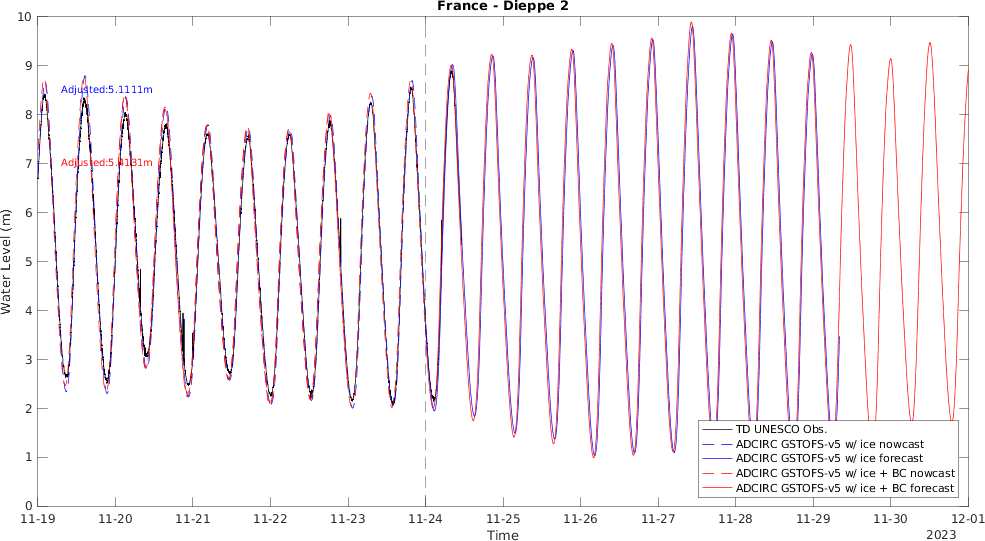 France - Dieppe 2
10
9
8
7
6
5
4
3
2
1
0
Water Level (m)
Adjusted:5.1111m
Adjusted:5.4131m
TD UNESCO Obs.
ADCIRC GSTOFS-v5 w/ ice nowcast
ADCIRC GSTOFS-v5 w/ ice forecast
ADCIRC GSTOFS-v5 w/ ice + BC nowcast
ADCIRC GSTOFS-v5 w/ ice + BC forecast
11-19 11-20 11-21 11-22 11-23 11-24 11-25 11-26 11-27 11-28 11-29 11-30 12-01
Time
2023